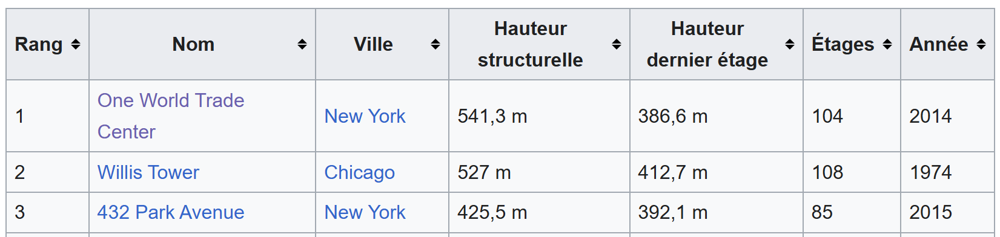 Rang Nom Ville Hauteur structurelle Hauteur dernier étage Étages Année
1 One World Trade Center New York 541,3 m 386,6 m 104 2014
2 Willis Tower Chicago 527 m 412,7 m 108 1974
3 432 Park Avenue New York 425,5 m 392,1 m 85 2015